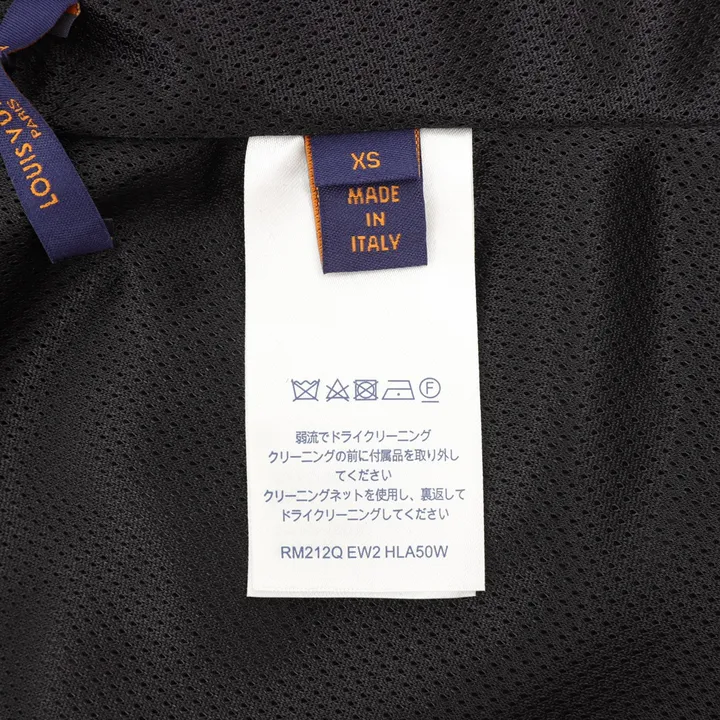 LOUIS VU
PARIS
XS
MADE
IN
ITALY
弱流でドライクリーニング
クリーニングの前に付属品を取り外し
てください
クリーニングネットを使用し、裏返して
ドライクリーニングしてください
RM212Q EW2 HLA50W
F